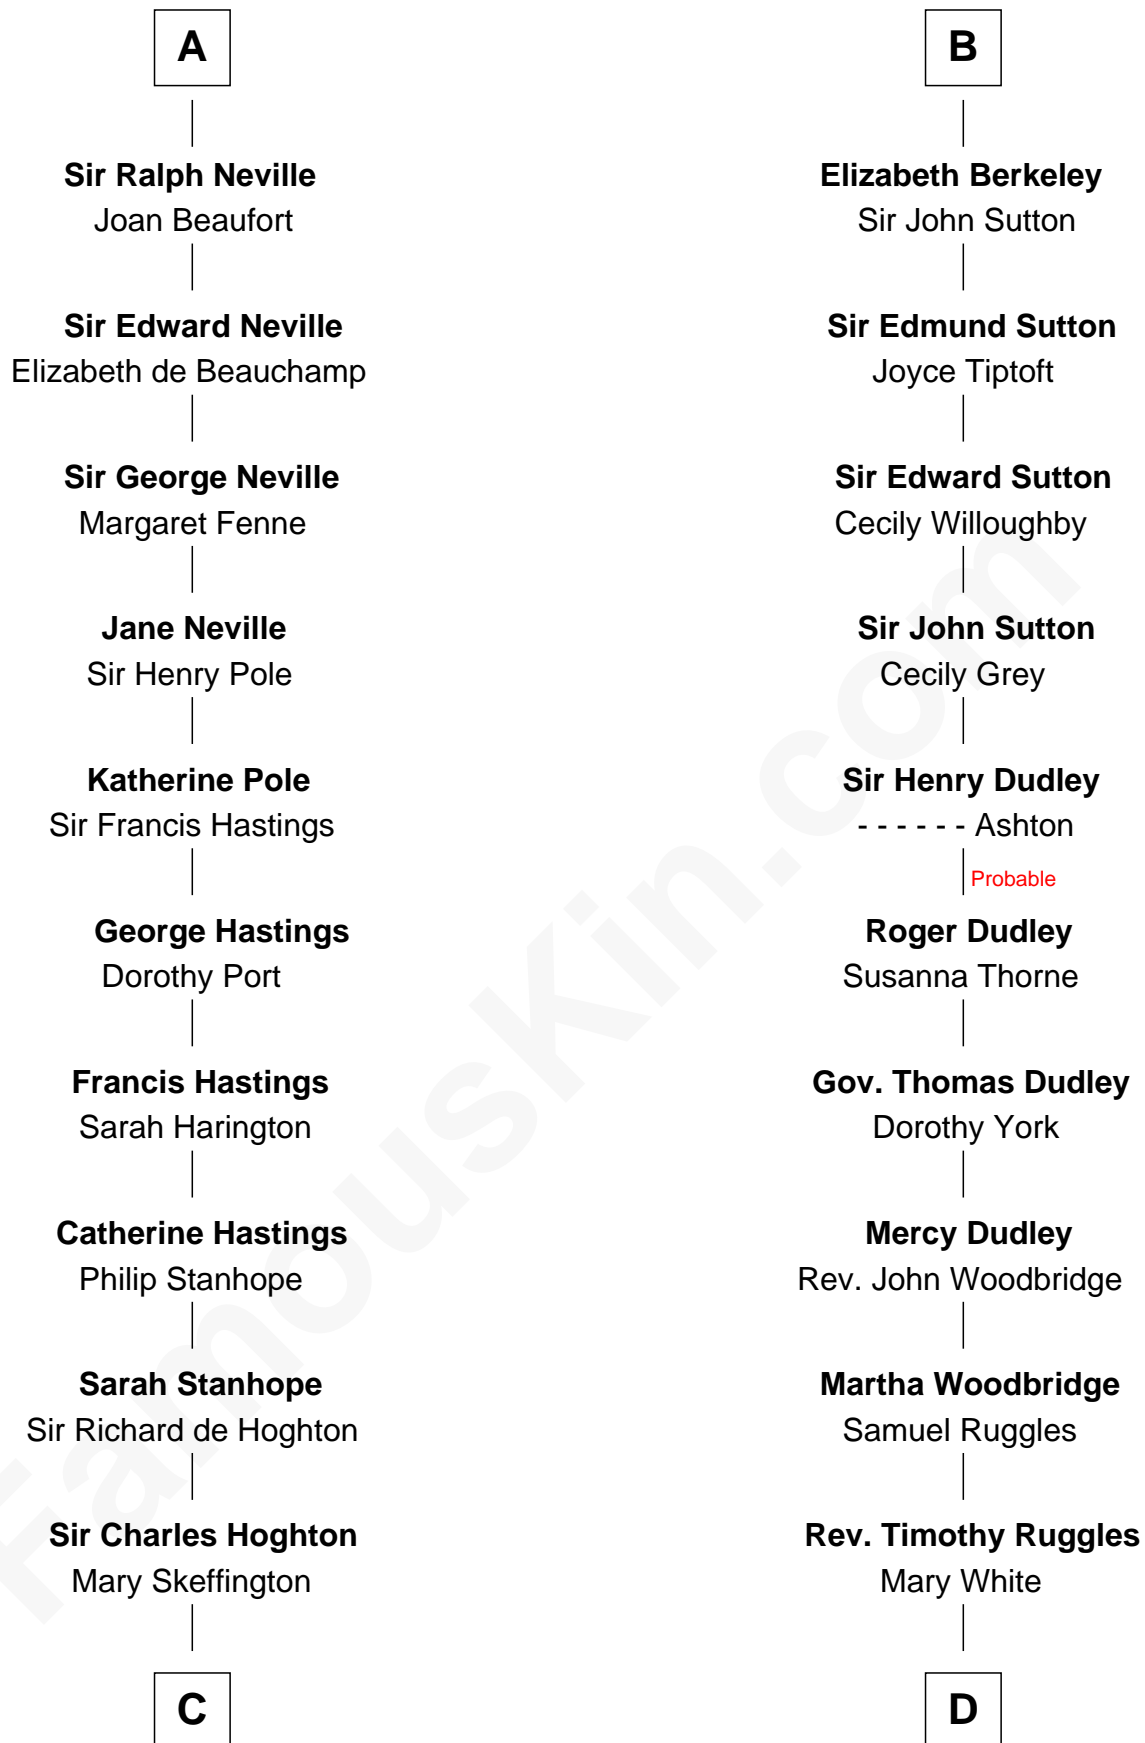 A
Sir Ralph Neville
Joan Beaufort
Sir Edward Neville
Elizabeth de Beauchamp
Sir George Neville
Margaret Fenne
Jane Neville
Sir Henry Pole
Katherine Pole
Sir Francis Hastings
George Hastings
Dorothy Port
Francis Hastings
Sarah Harington
Catherine Hastings
Philip Stanhope
Sarah Stanhope
Sir Richard de Hoghton
Sir Charles Hoghton
Mary Skeffington
C
B
Elizabeth Berkeley
Sir John Sutton
Sir Edmund Sutton
Joyce Tiptoft
Sir Edward Sutton
Cecily Willoughby
Sir John Sutton
Cecily Grey
Sir Henry Dudley
- - - - - - Ashton
Probable
Roger Dudley
Susanna Thorne
Gov. Thomas Dudley
Dorothy York
Mercy Dudley
Rev. John Woodbridge
Martha Woodbridge
Samuel Ruggles
Rev. Timothy Ruggles
Mary White
D
FamousKin.com